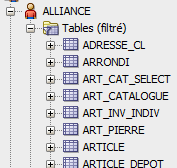 ALLIANCE
Tables (filtré)
ADRESSE_CL
ARRONDI
ART_CAT_SELECT
ART_CATALOGUE
ART_INV_INDIV
ART_PIERRE
ARTICLE
ARTICLE_DEPOT